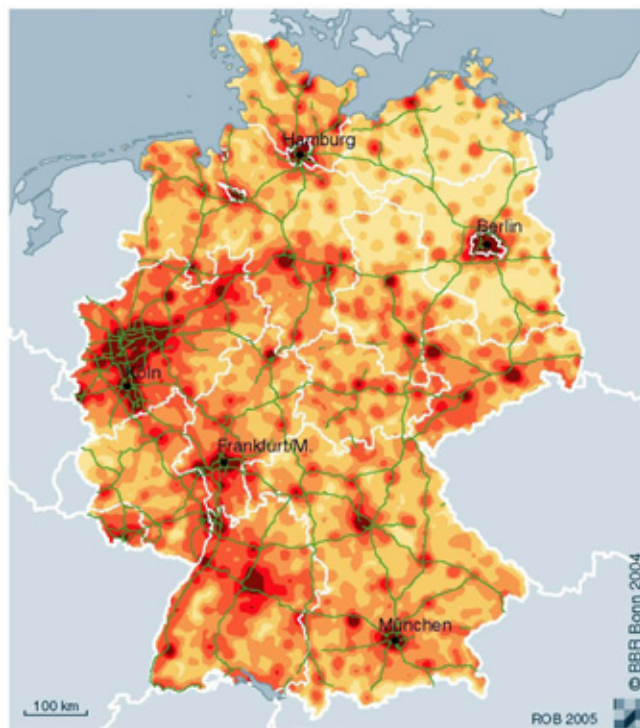 Hamburg
Berlin
Köln
Frankfurt/M.
München
100 km
ROB 2005
© BBR Bonn 2004